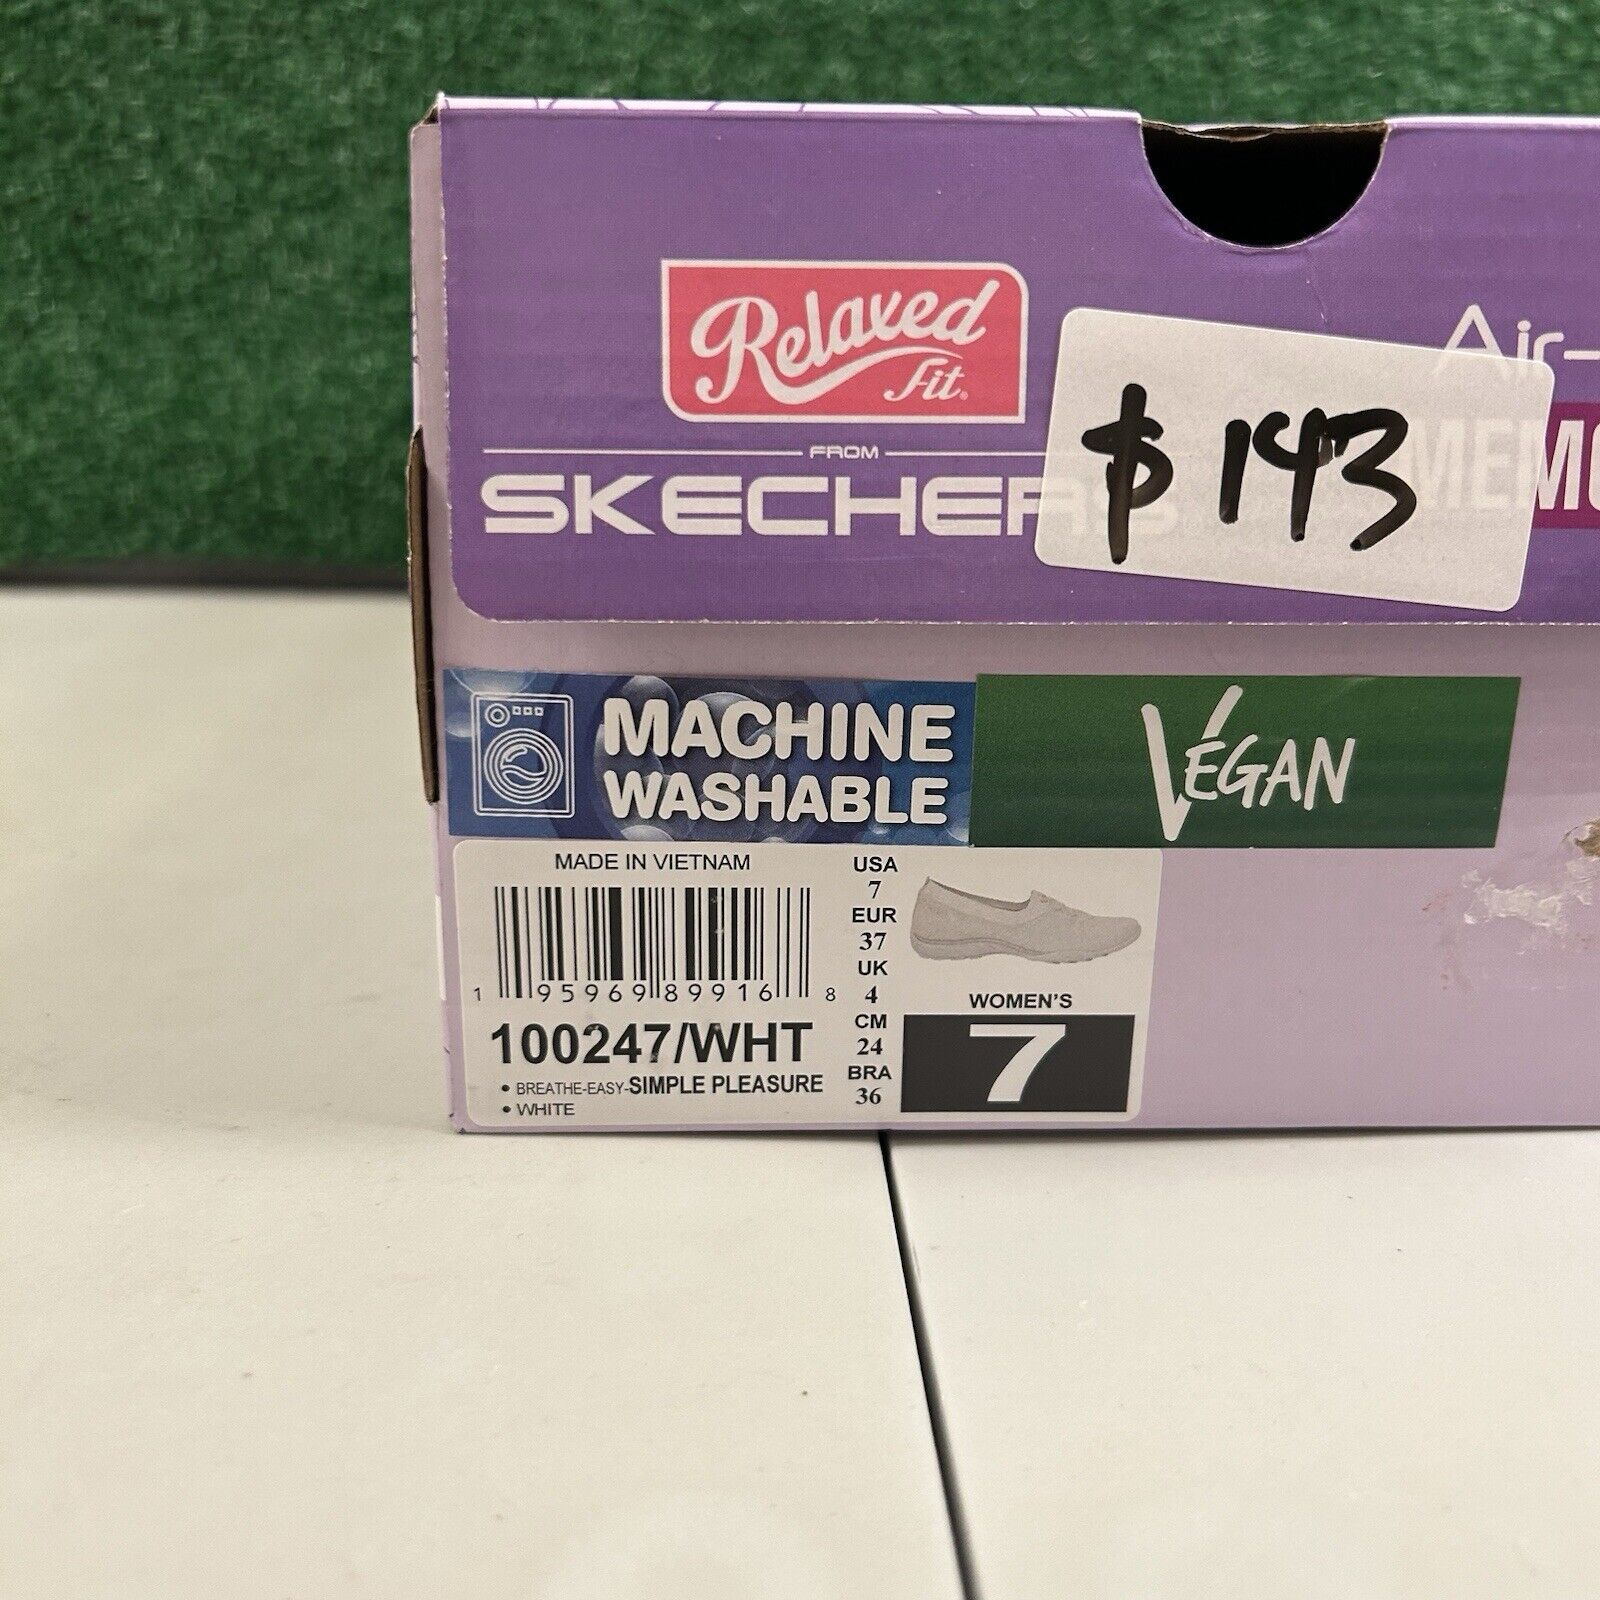 Relaxed
Fit®
FROM
SKECHERS
$ 143
Air-
MEMO
MACHINE
WASHABLE
VEGAN
MADE IN VIETNAM
1 95969 89916 8
100247/WHT
• BREATHE-EASY-SIMPLE PLEASURE
• WHITE
USA
7
EUR
37
UK
4
CM
24
BRA
36
WOMEN'S
7